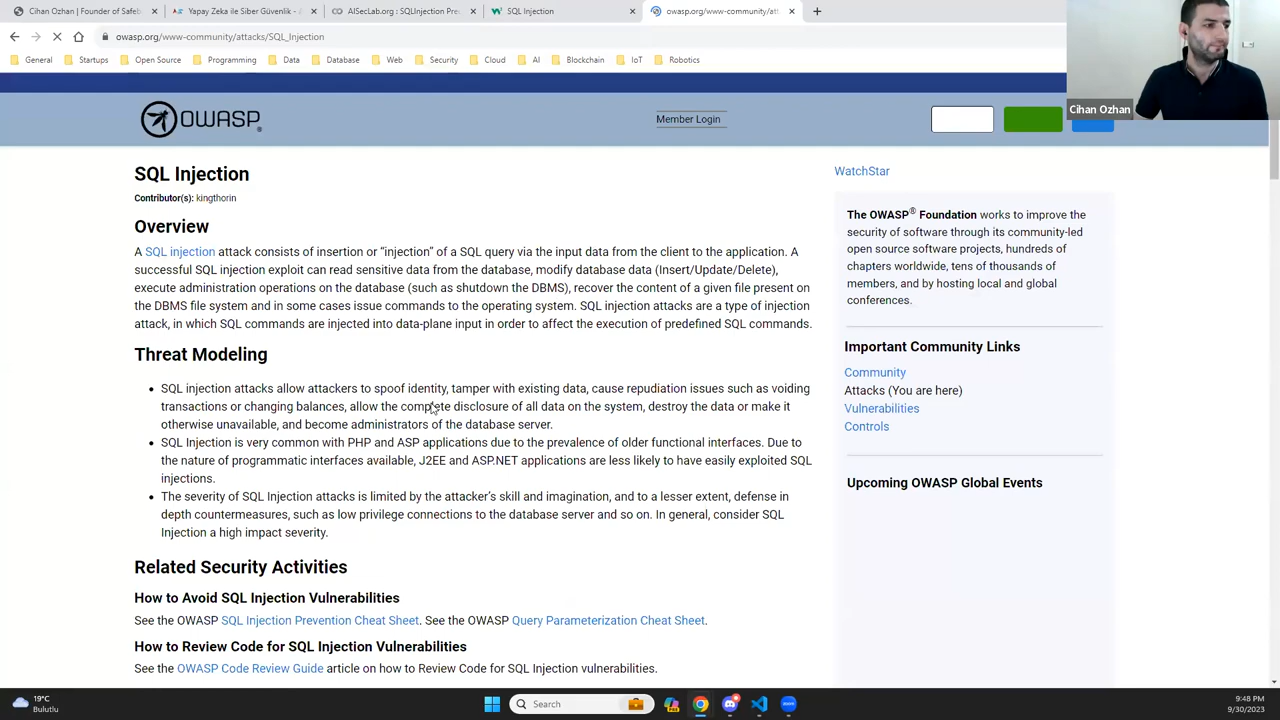 Cihan Ozhan | Founder of Safeb
Yapay Zeka ile Siber Güvenlik - A
AISecLab.org : SQLInjection Pre
SQL Injection
owasp.org/www-community/att
owasp.org/www-community/attacks/SQL_Injection
General
Startups
Open Source
Programming
Data
Database
Web
Security
Cloud
AI
Blockchain
IoT
Robotics
Cihan Ozhan
OWASP
Member Login
SQL Injection
Contributor(s): kingthorin
Overview
A SQL injection attack consists of insertion or “injection” of a SQL query via the input data from the client to the application. A
successful SQL injection exploit can read sensitive data from the database, modify database data (Insert/Update/Delete),
execute administration operations on the database (such as shutdown the DBMS), recover the content of a given file present on
the DBMS file system and in some cases issue commands to the operating system. SQL injection attacks are a type of injection
attack, in which SQL commands are injected into data-plane input in order to affect the execution of predefined SQL commands.
Threat Modeling
• SQL injection attacks allow attackers to spoof identity, tamper with existing data, cause repudiation issues such as voiding
transactions or changing balances, allow the complete disclosure of all data on the system, destroy the data or make it
otherwise unavailable, and become administrators of the database server.
• SQL Injection is very common with PHP and ASP applications due to the prevalence of older functional interfaces. Due to
the nature of programmatic interfaces available, J2EE and ASP.NET applications are less likely to have easily exploited SQL
injections.
• The severity of SQL Injection attacks is limited by the attacker’s skill and imagination, and to a lesser extent, defense in
depth countermeasures, such as low privilege connections to the database server and so on. In general, consider SQL
Injection a high impact severity.
Related Security Activities
How to Avoid SQL Injection Vulnerabilities
See the OWASP SQL Injection Prevention Cheat Sheet. See the OWASP Query Parameterization Cheat Sheet.
How to Review Code for SQL Injection Vulnerabilities
See the OWASP Code Review Guide article on how to Review Code for SQL Injection vulnerabilities.
WatchStar
The OWASP® Foundation works to improve the
security of software through its community-led
open source software projects, hundreds of
chapters worldwide, tens of thousands of
members, and by hosting local and global
conferences.
Important Community Links
Community
Attacks (You are here)
Vulnerabilities
Controls
Upcoming OWASP Global Events
19°C
Bulutlu
Search
9:48 PM
9/30/2023